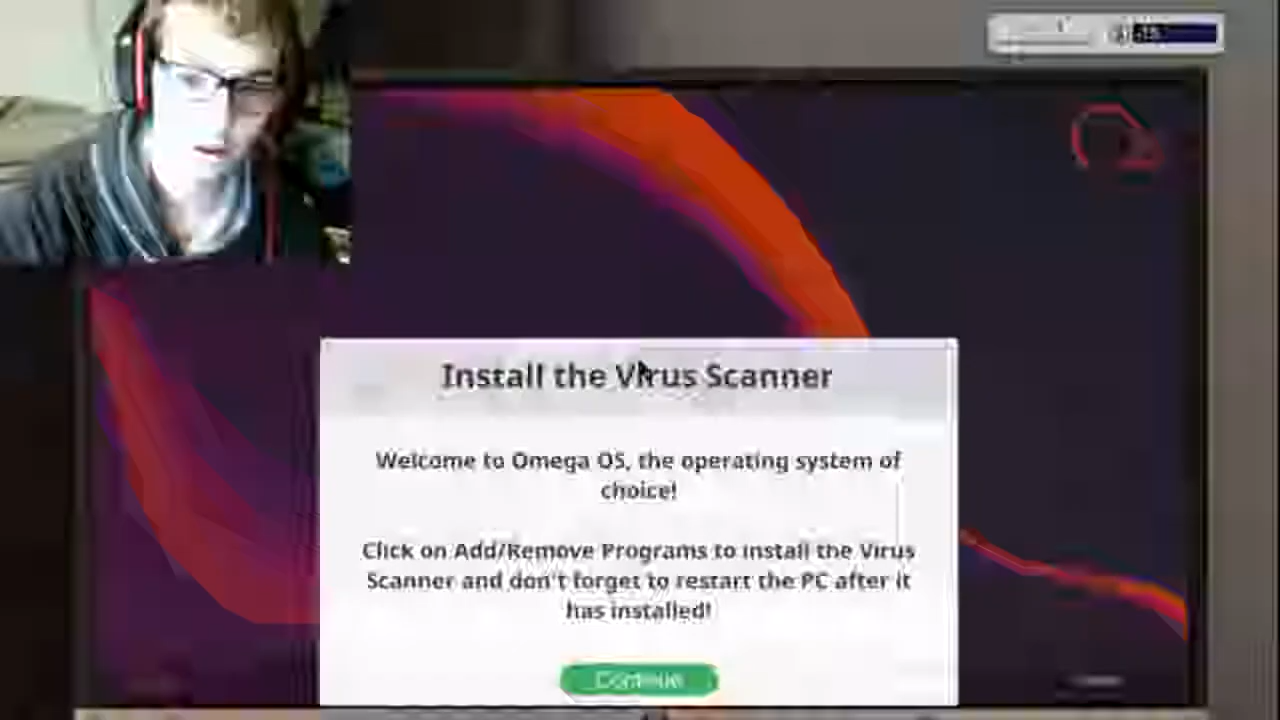 Install the Virus Scanner
Welcome to Omega OS, the operating system of
choice!
Click on Add/Remove Programs to install the Virus
Scanner and don't forget to restart the PC after it
has installed!
Continue